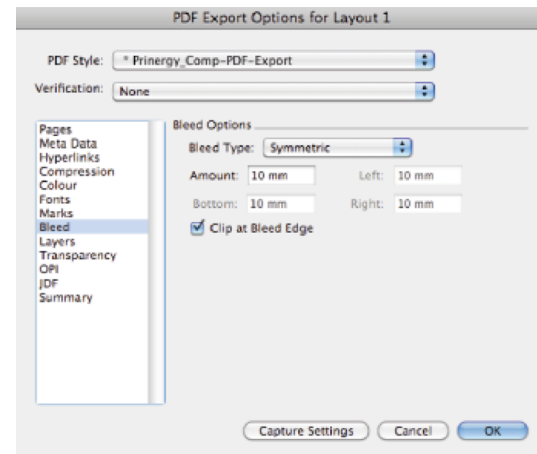 PDF Export Options for Layout 1
PDF Style: * Prinergy_Comp-PDF-Export
Verification: None
Pages
Meta Data
Hyperlinks
Compression
Colour
Fonts
Marks
Bleed
Layers
Transparency
OPI
JDF
Summary
Bleed Options
Bleed Type: Symmetric
Amount: 10 mm Left: 10 mm
Bottom: 10 mm Right: 10 mm
Clip at Bleed Edge
Capture Settings Cancel OK